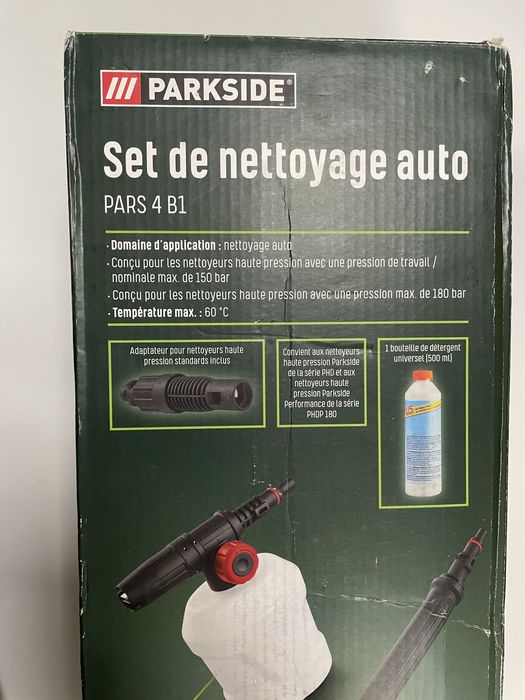 PARKSIDE®
Set de nettoyage auto
PARS 4 B1
· Domaine d'application : nettoyage auto
· Conçu pour les nettoyeurs haute pression avec une pression de travail /
nominale max. de 150 bar
· Conçu pour les nettoyeurs haute pression avec une pression max. de 180 bar
· Température max. : 60 °C
Adaptateur pour nettoyeurs haute
pression standards inclus
Convient aux nettoyeurs
haute pression Parkside
de la série PHD et aux
nettoyeurs haute
pression Parkside
Performance de la série
PHDP 180
1 bouteille de détergent
universel (500 ml)